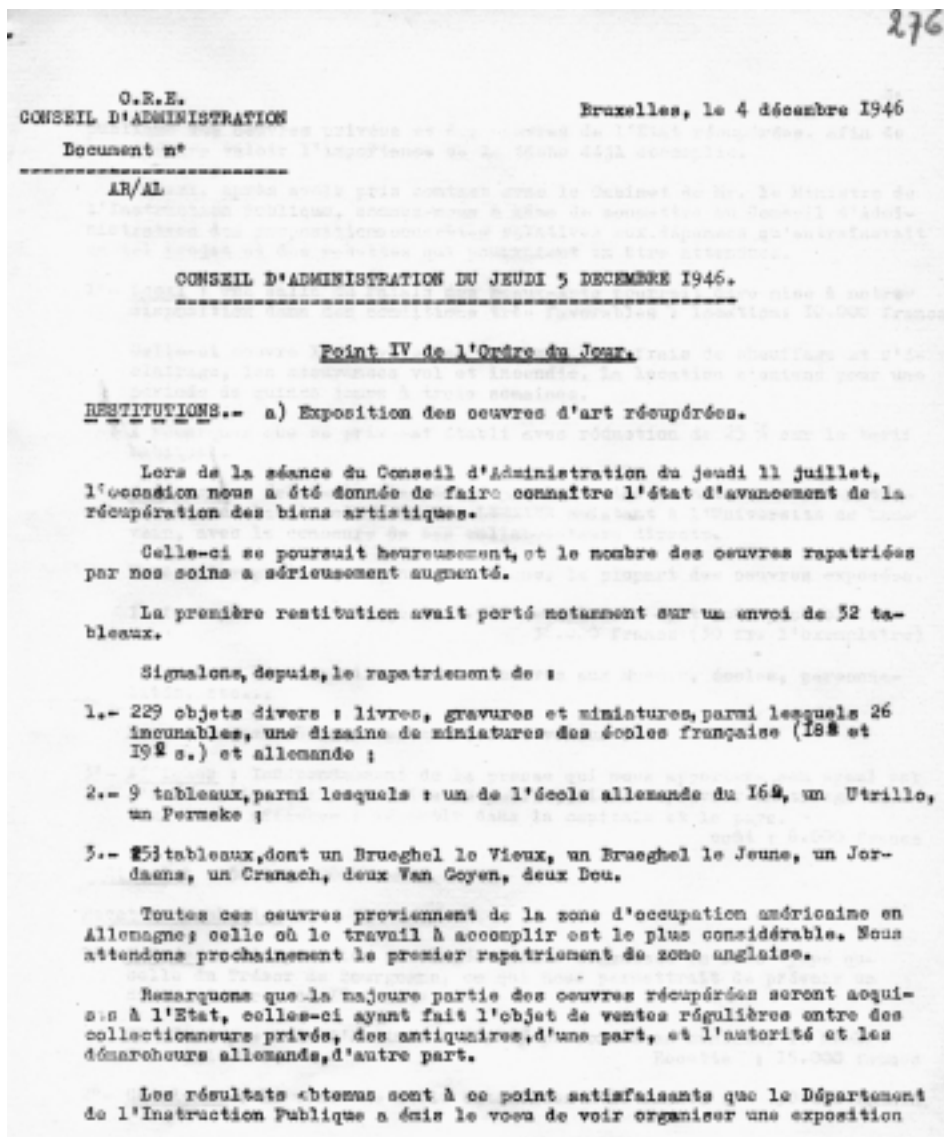 276
O.R.E.
CONSEIL D'ADMINISTRATION
Bruxelles, le 4 décembre 1946
Document n°
AR/AL
CONSEIL D'ADMINISTRATION DU JEUDI 5 DECEMBRE 1946.
Point IV de l'Ordre du Jour.
RESTITUTIONS.- a) Exposition des oeuvres d'art récupérées.
Lors de la séance du Conseil d'Administration du jeudi 11 juillet,
l'occasion nous a été donnée de faire connaître l'état d'avancement de la
récupération des biens artistiques.
Celle-ci se poursuit heureusement, et le nombre des oeuvres rapatriées
par nos soins a sérieusement augmenté.
La première restitution avait porté notamment sur un envoi de 32 ta-
bleaux.
Signalons, depuis, le rapatriement de :
1.- 229 objets divers : livres, gravures et miniatures, parmi lesquels 26
incunables, une dizaine de miniatures des écoles française (18e et
19e s.) et allemande ;
2.- 9 tableaux, parmi lesquels : un de l'école allemande du 16e, un Utrillo,
un Permeke ;
3.- 53 tableaux, dont un Brueghel le Vieux, un Brueghel le Jeune, un Jor-
daens, un Cranach, deux Van Goyen, deux Dou.
Toutes ces oeuvres proviennent de la zone d'occupation américaine en
Allemagne; celle où le travail à accomplir est le plus considérable. Nous
attendons prochainement le premier rapatriement de zone anglaise.
Remarquons que la majeure partie des oeuvres récupérées seront acqui-
ses à l'Etat, celles-ci ayant fait l'objet de ventes régulières entre des
collectionneurs privés, des antiquaires, d'une part, et l'autorité et les
démarcheurs allemands, d'autre part.
Les résultats obtenus sont à ce point satisfaisants que le Département
de l'Instruction Publique a émis le voeu de voir organiser une exposition